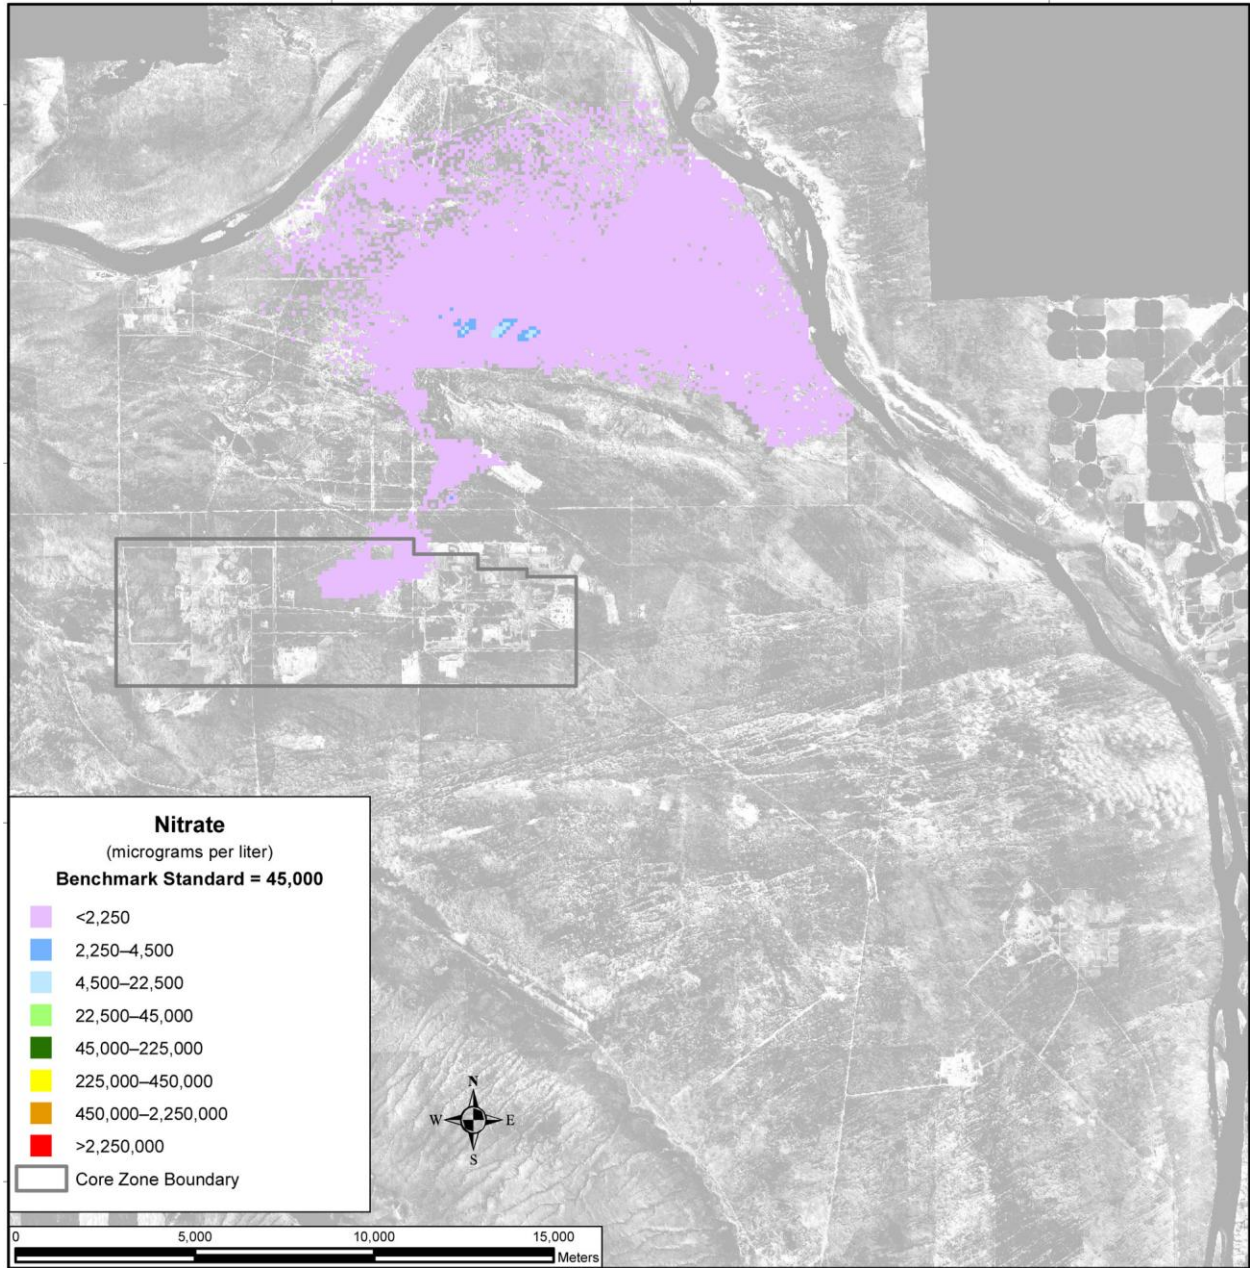 Nitrate
(micrograms per liter)
Benchmark Standard = 45,000
<2,250
2,250–4,500
4,500–22,500
22,500–45,000
45,000–225,000
225,000–450,000
450,000–2,250,000
>2,250,000
Core Zone Boundary
N
W E
S
0 5,000 10,000 15,000
Meters